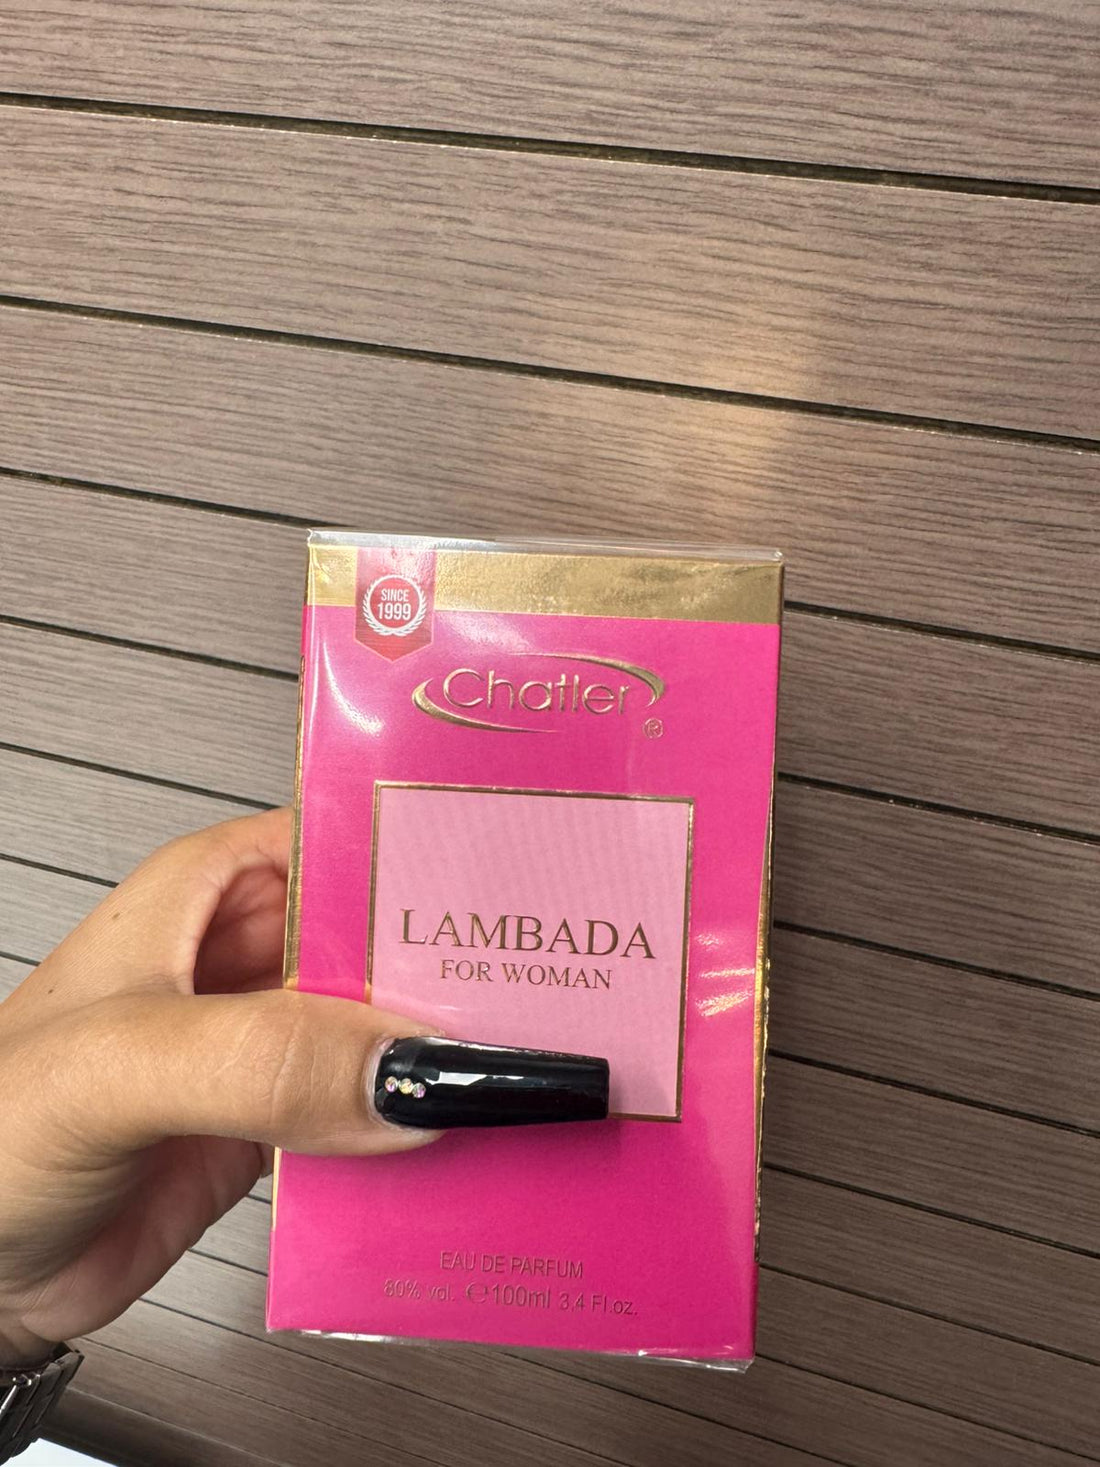 SINCE
1999
Chatler
®
LAMBADA
FOR WOMAN
EAU DE PARFUM
80% vol. ℮100ml 3.4 Fl.oz.